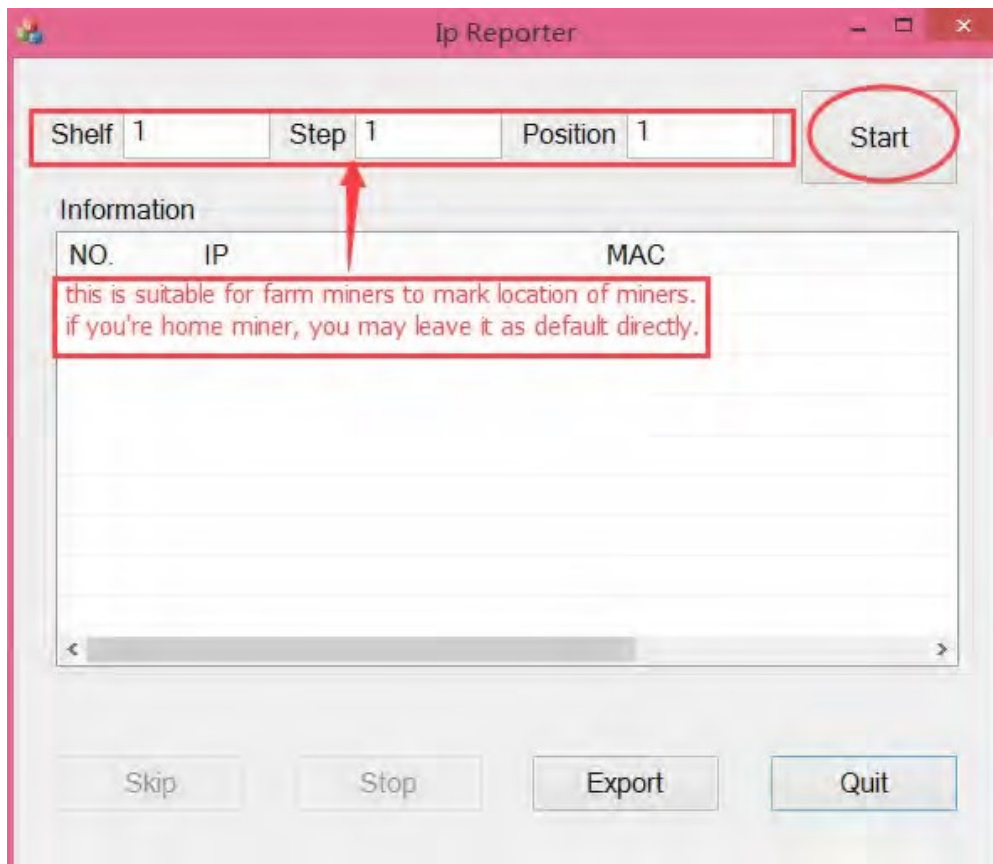 Ip Reporter
Shelf 1 Step 1 Position 1 Start
Information
NO. IP MAC
this is suitable for farm miners to mark location of miners.
if you're home miner, you may leave it as default directly.
Skip Stop Export Quit